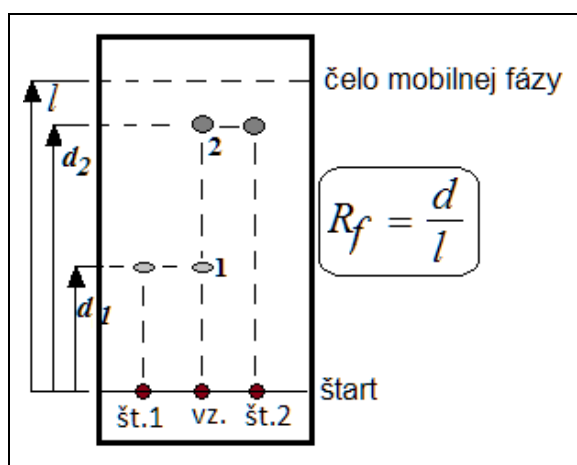 l
čelo mobilnej fázy
d2
2
Rf = d/l
1
d1
štart
št.1 vz. št.2